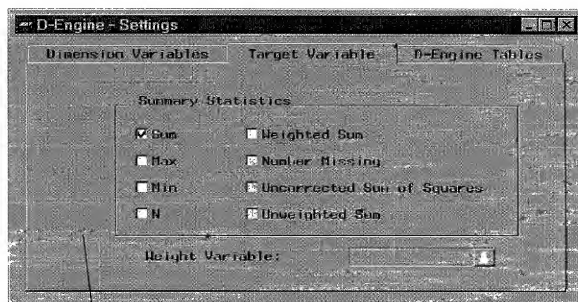 D-Engine - Settings
Dimension Variables Target Variable D-Engine Tables
Summary Statistics
Sum Weighted Sum
Max Number Missing
Min Uncorrected Sum of Squares
N Unweighted Sum
Weight Variable: